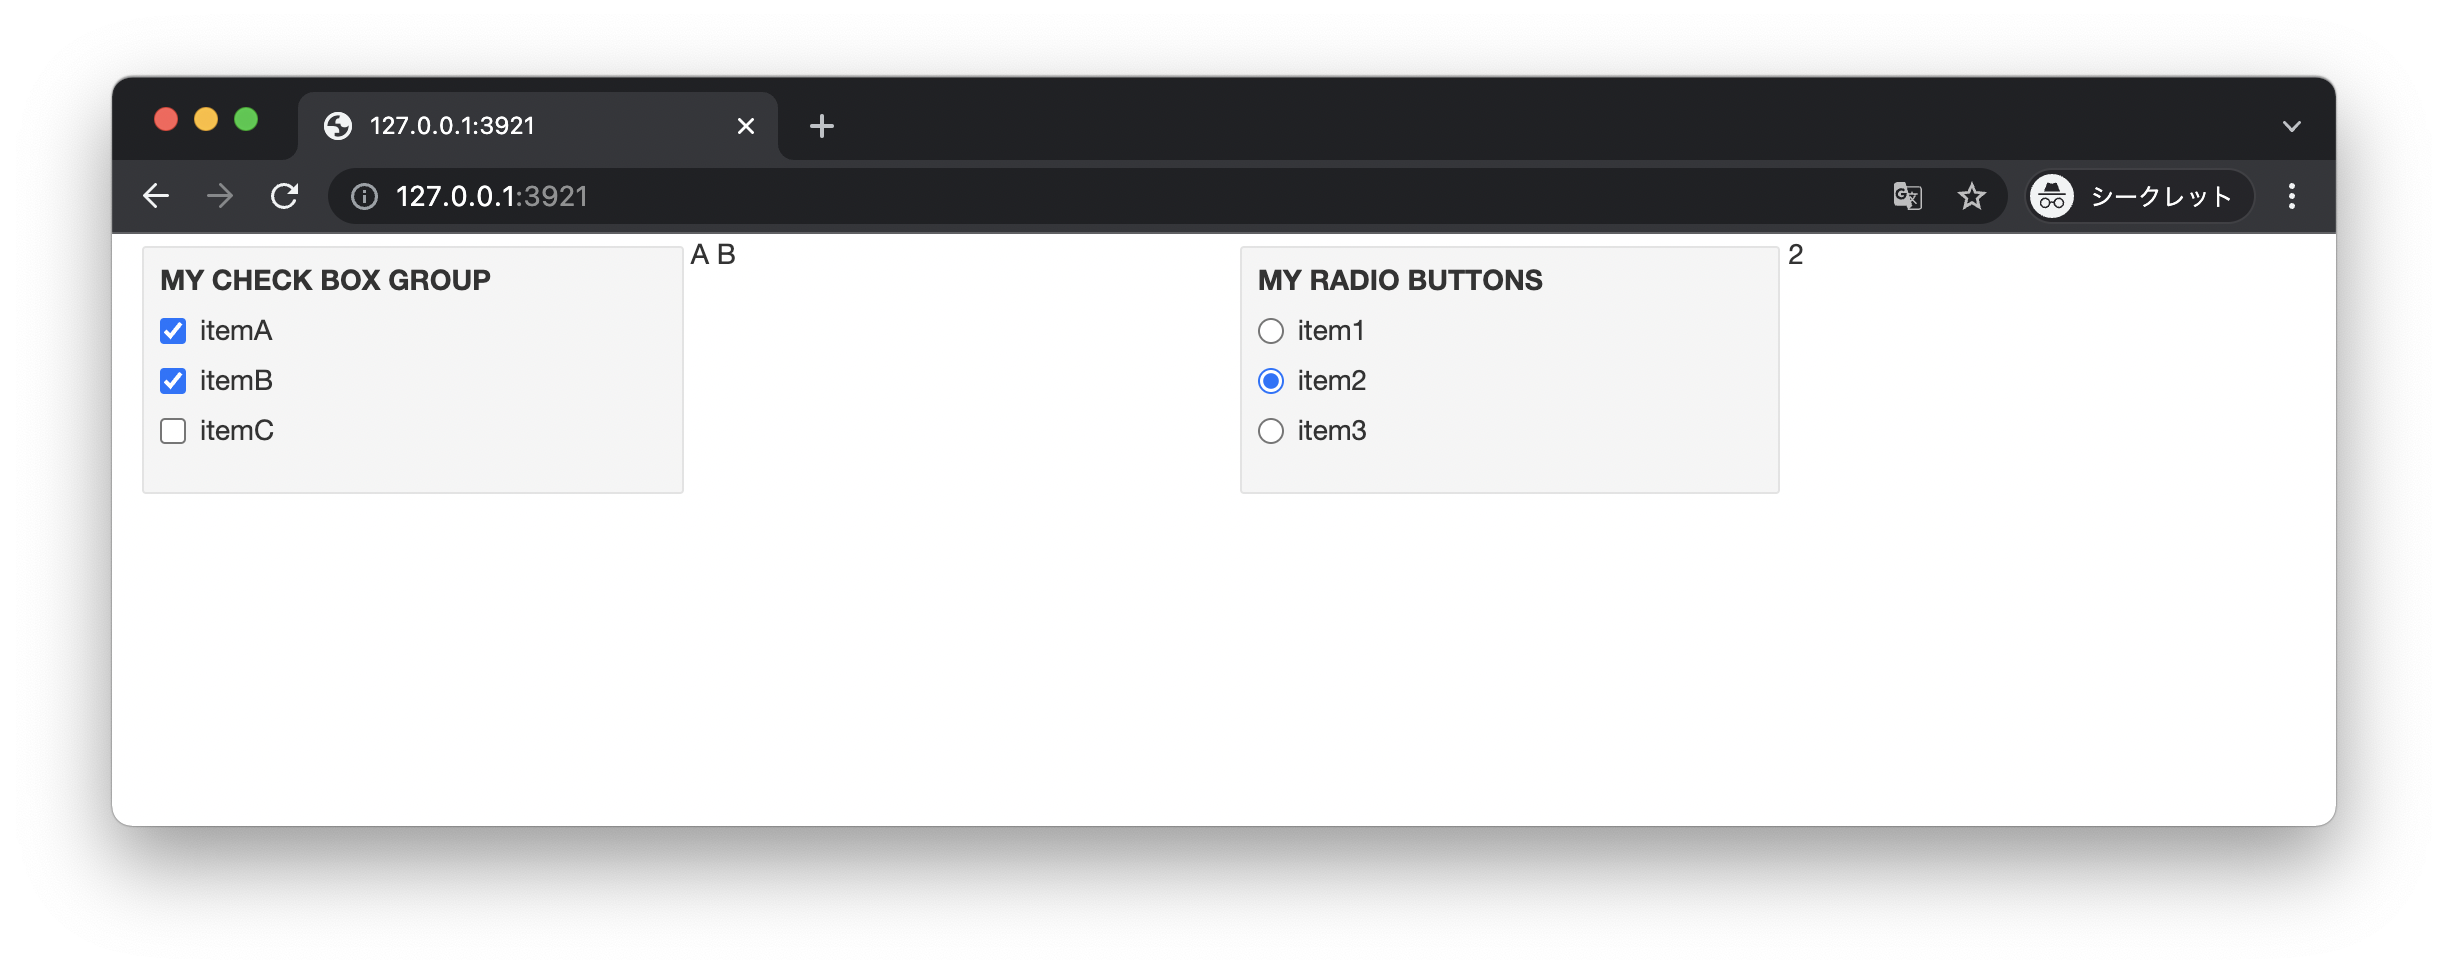 127.0.0.1:3921
127.0.0.1:3921
シークレット
MY CHECK BOX GROUP
itemA
itemB
itemC
A B
MY RADIO BUTTONS
item1
item2
item3
2